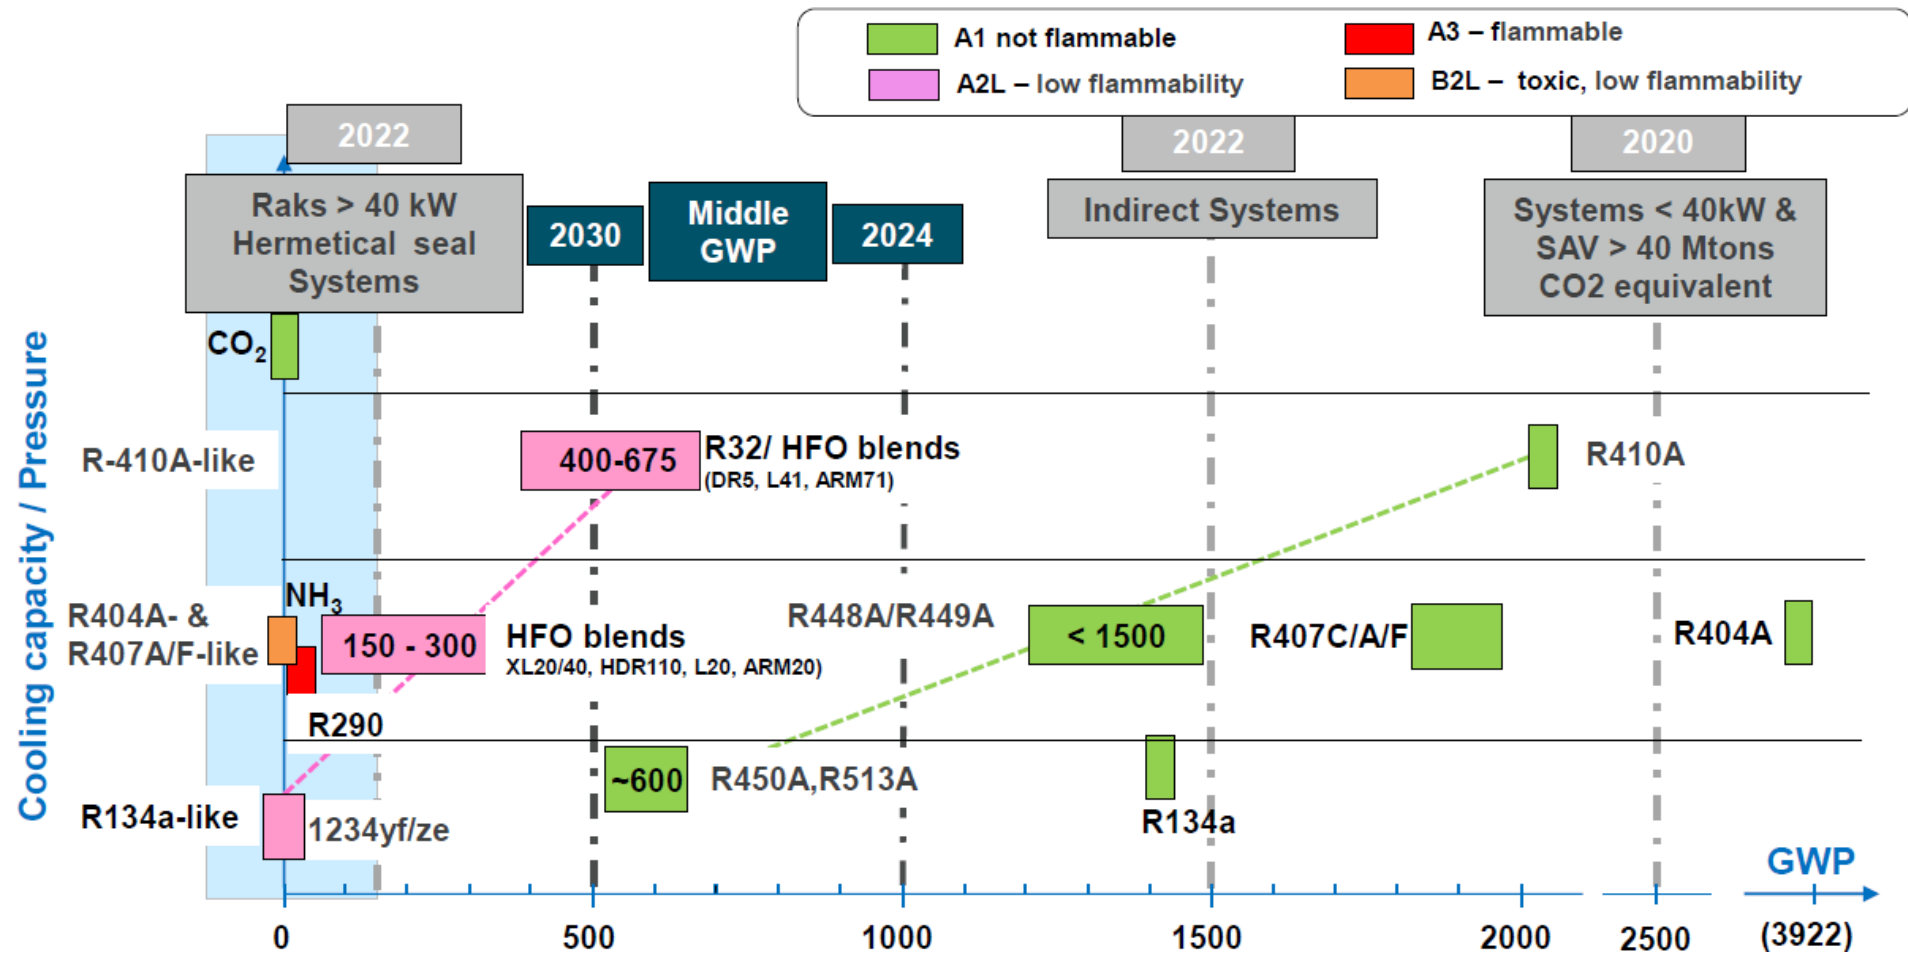 A1 not flammable
A3 – flammable
A2L – low flammability
B2L – toxic, low flammability
2022
2022
2020
Raks > 40 kW
Hermetical seal
Systems
2030
Middle
GWP
2024
Indirect Systems
Systems < 40kW &
SAV > 40 Mtons
CO2 equivalent
Cooling capacity / Pressure
CO₂
R-410A-like
400-675
R32/ HFO blends
(DR5, L41, ARM71)
R410A
NH₃
R404A- &
R407A/F-like
150 - 300
HFO blends
XL20/40, HDR110, L20, ARM20)
R448A/R449A
< 1500
R407C/A/F
R404A
R290
~600
R450A,R513A
R134a
R134a-like
1234yf/ze
GWP
0
500
1000
1500
2000
2500
(3922)